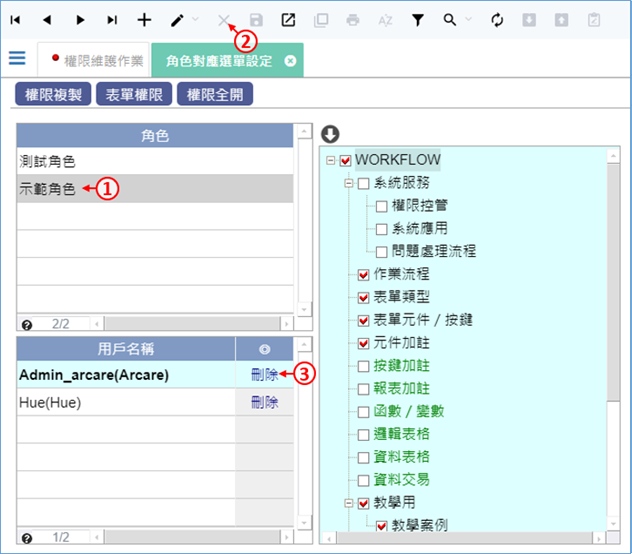 ②
權限維護作業
角色對應選單設定
權限複製
表單權限
權限全開
角色
測試角色
示範角色 ①
2/2
用戶名稱 ◎
Admin_arcare(Arcare) 刪除 ③
Hue(Hue) 刪除
1/2
WORKFLOW
系統服務
權限控管
系統應用
問題處理流程
作業流程
表單類型
表單元件 / 按鍵
元件加註
按鍵加註
報表加註
函數 / 變數
邏輯表格
資料表格
資料交易
教學用
教學案例